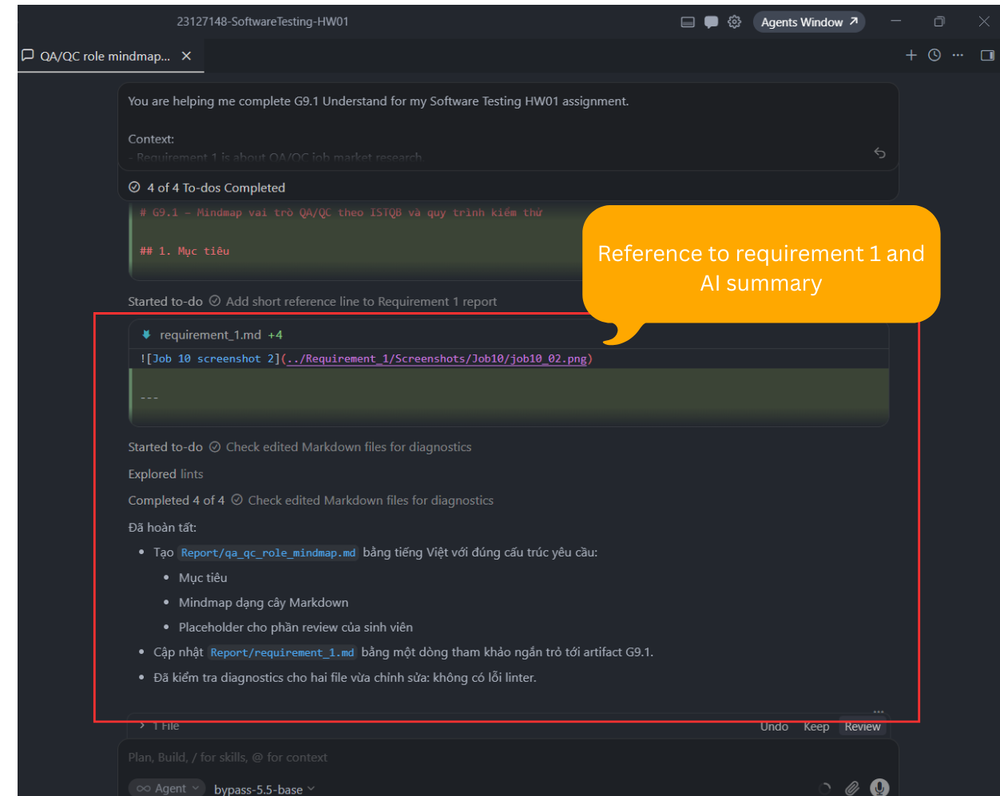 23127148-SoftwareTesting-HW01
Agents Window
QA/QC role mindmap...
You are helping me complete G9.1 Understand for my Software Testing HW01 assignment.
Context:
- Requirement 1 is about QA/QC job market research.
4 of 4 To-dos Completed
# G9.1 – Mindmap vai trò QA/QC theo ISTQB và quy trình kiểm thử
## 1. Mục tiêu
Reference to requirement 1 and
AI summary
Started to-do Add short reference line to Requirement 1 report
requirement_1.md +4
![Job 10 screenshot 2](../Requirement_1/Screenshots/Job10/job10_02.png)
---
Started to-do Check edited Markdown files for diagnostics
Explored lints
Completed 4 of 4 Check edited Markdown files for diagnostics
Đã hoàn tất:
• Tạo Report/qa_qc_role_mindmap.md bằng tiếng Việt với đúng cấu trúc yêu cầu:
• Mục tiêu
• Mindmap dạng cây Markdown
• Placeholder cho phần review của sinh viên
• Cập nhật Report/requirement_1.md bằng một dòng tham khảo ngắn trỏ tới artifact G9.1.
• Đã kiểm tra diagnostics cho hai file vừa chỉnh sửa: không có lỗi linter.
> 1 File
Undo Keep Review
Plan, Build, / for skills, @ for context
Agent bypass-5.5-base